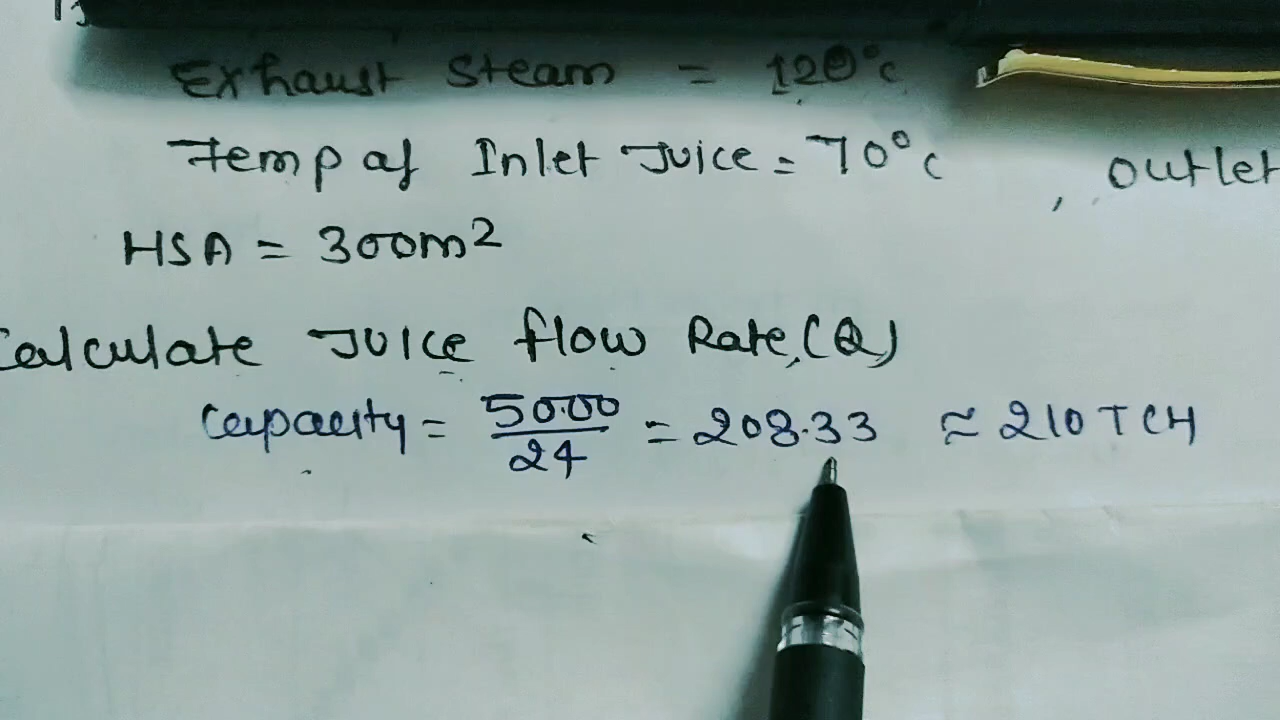 Exhaust Steam = 120°c
Temp of Inlet Juice = 70°c , outlet
HSA = 300m2
Calculate Juice flow Rate,(Q)
Capacity = 5000/24 = 208.33 ≈ 210 TCH